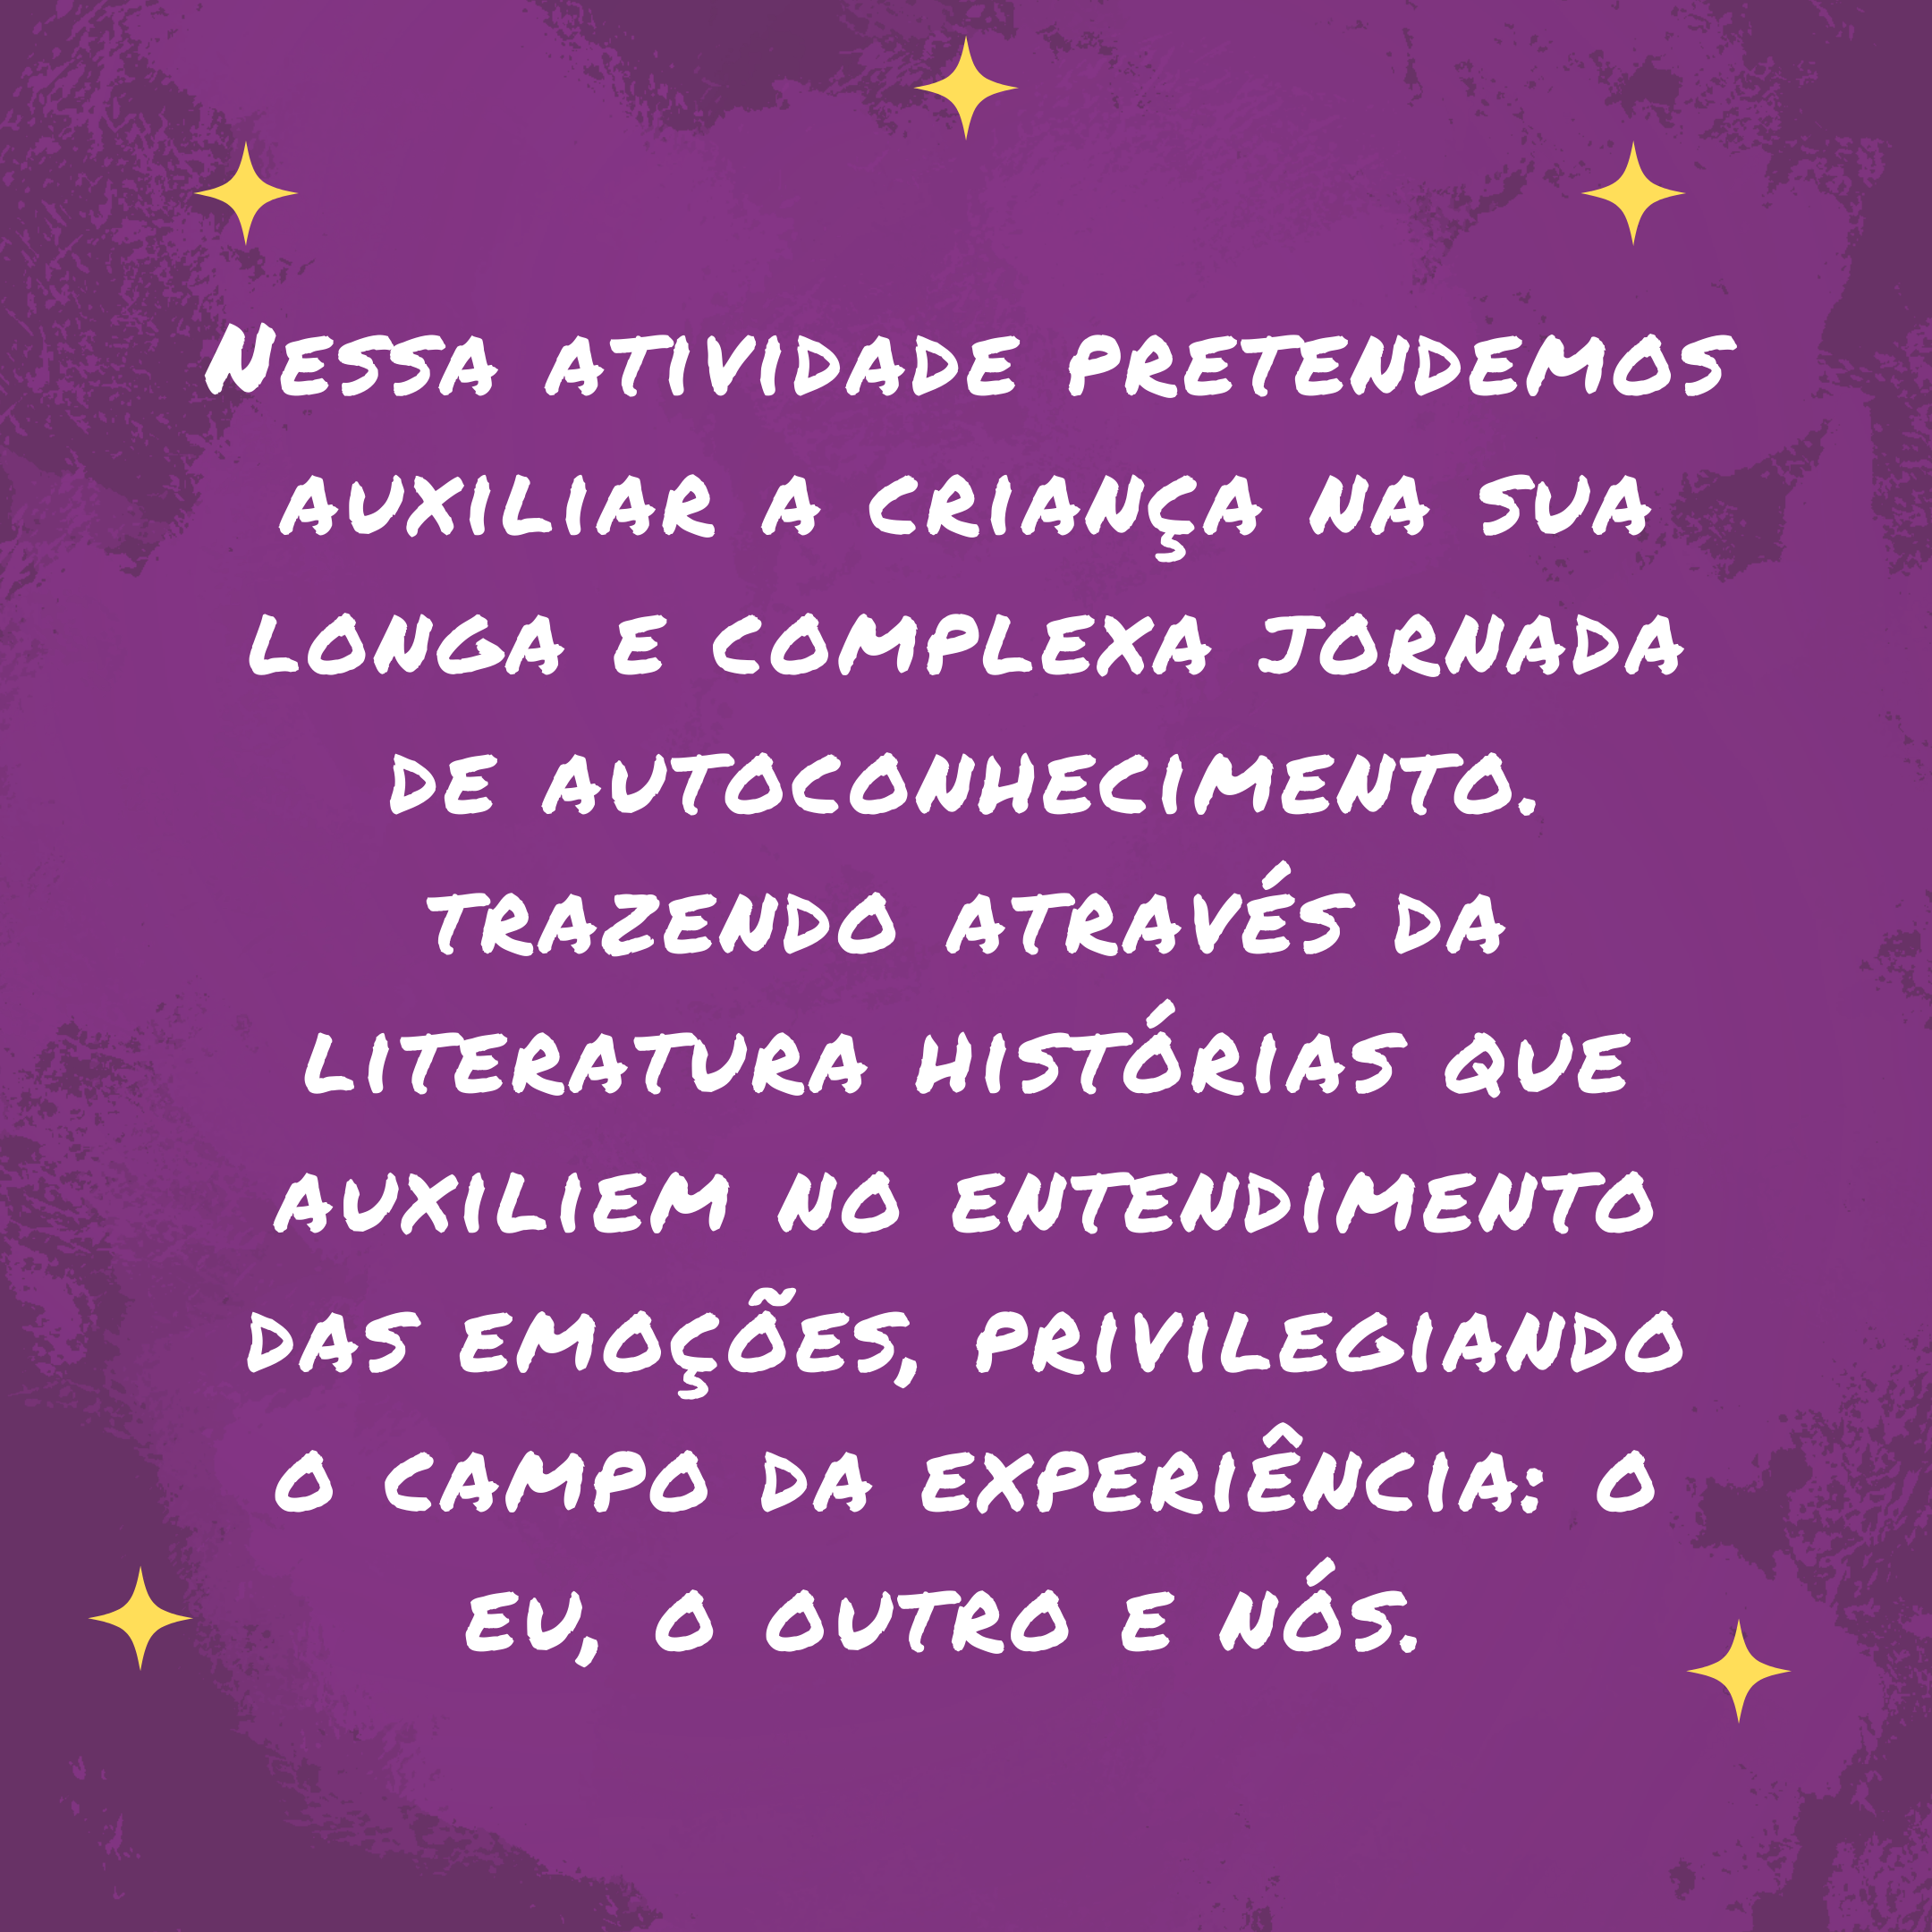 Nessa atividade pretendemos
auxiliar a criança na sua
longa e complexa jornada
de autoconhecimento.
trazendo através da
literatura histórias que
auxiliem no entendimento
das emoções, privilegiando
o campo da experiência: o
eu, o outro e nós.